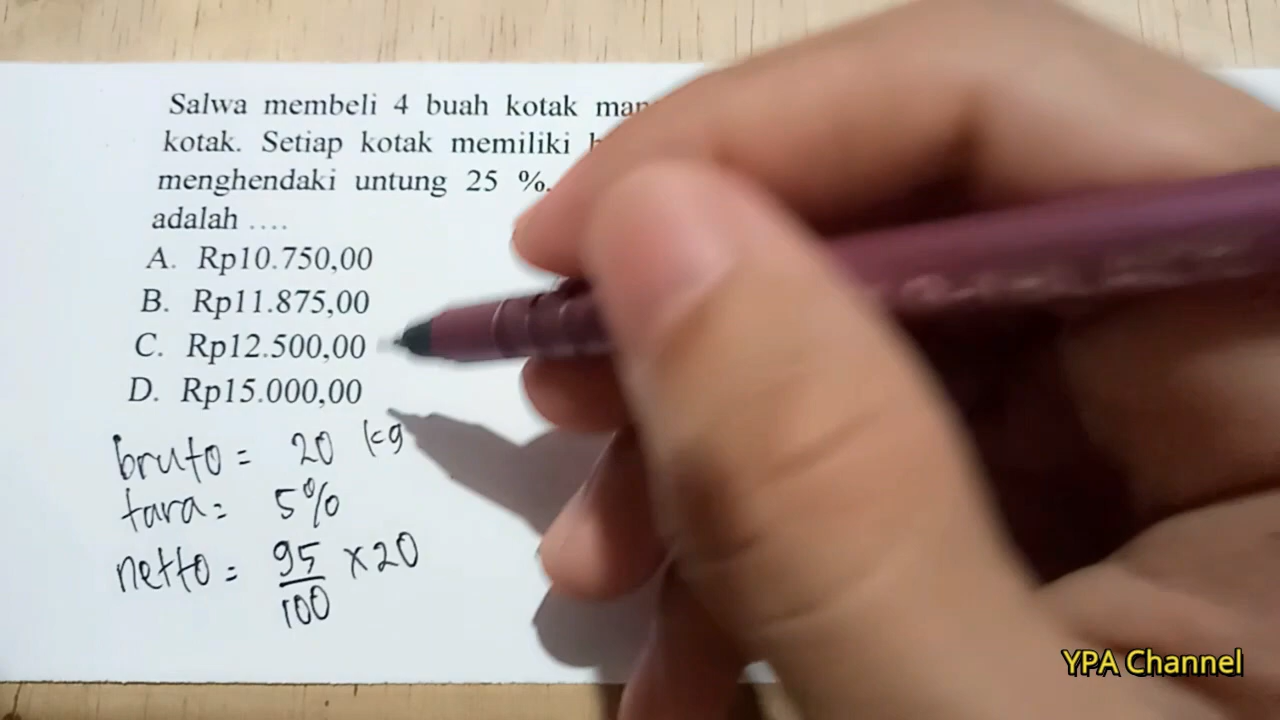 Salwa membeli 4 buah kotak
kotak. Setiap kotak memiliki
menghendaki untung 25 %.
adalah ....
A. Rp10.750,00
B. Rp11.875,00
C. Rp12.500,00
D. Rp15.000,00
bruto = 20 kg
tara = 5%
netto = 95/100 × 20
YPA Channel